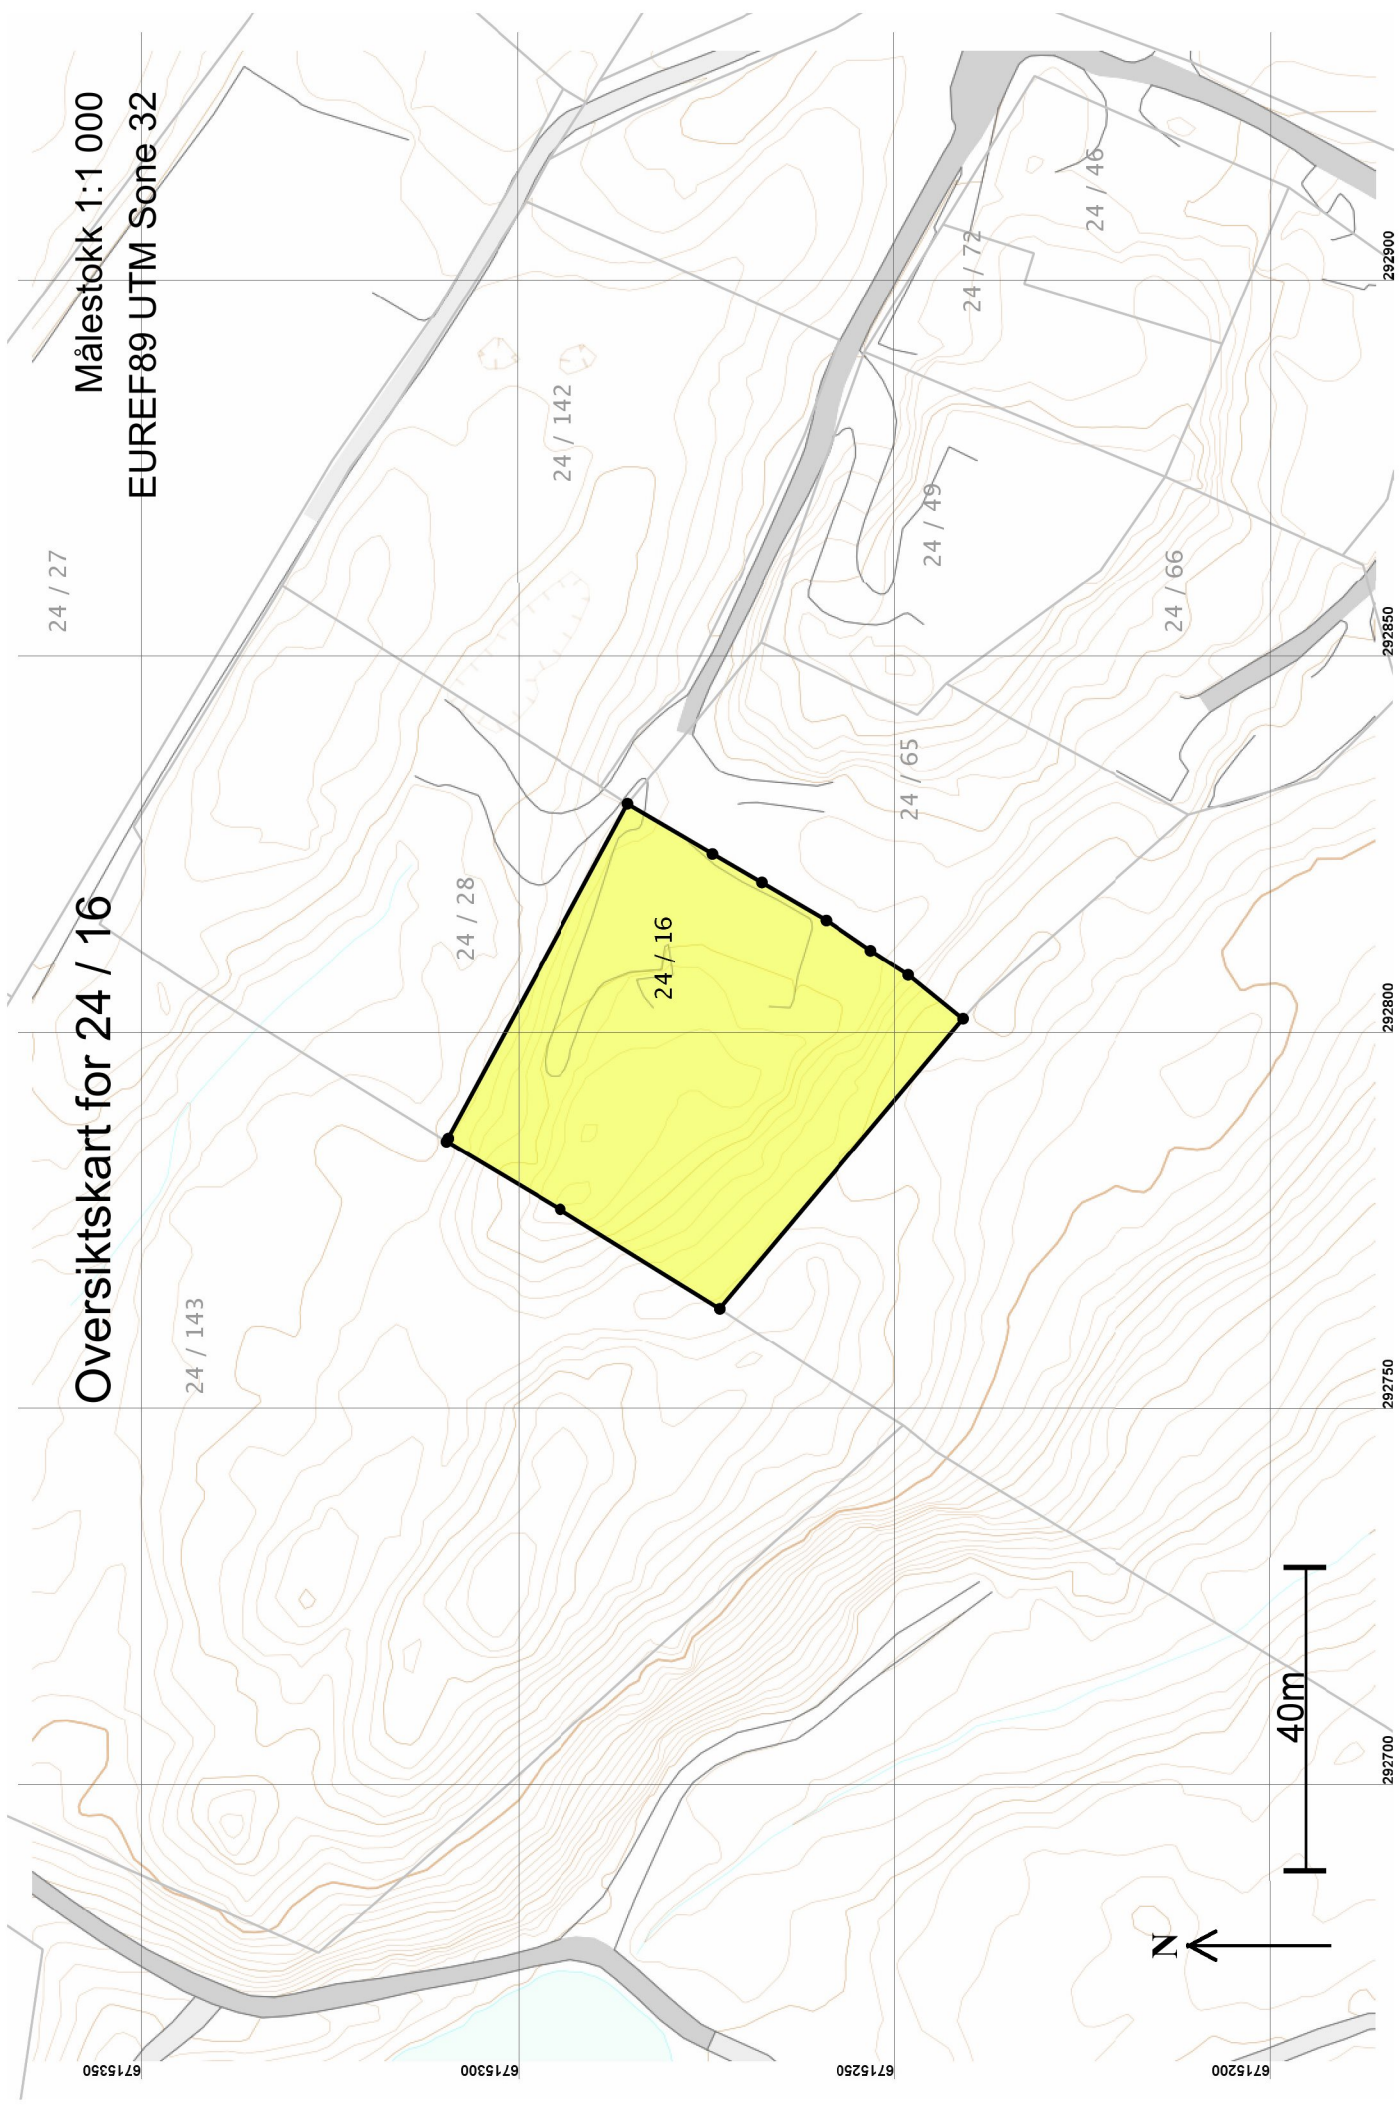 Oversiktskart for 24 / 16
Målestokk 1:1 000
EUREF89 UTM Sone 32
24 / 27
24 / 143
24 / 28
24 / 142
24 / 16
24 / 65
24 / 49
24 / 72
24 / 46
24 / 66
N
40m
6715350
6715300
6715250
6715200
292700
292750
292800
292850
292900